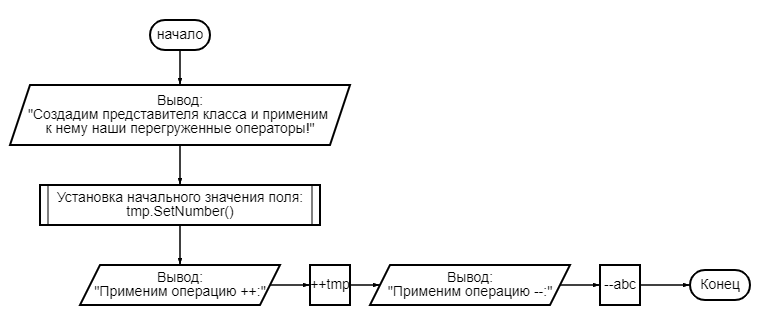 начало
Вывод:
"Создадим представителя класса и применим
к нему наши перегруженные операторы!"
Установка начального значения поля:
tmp.SetNumber()
Вывод:
"Применим операцию ++:"
++tmp
Вывод:
"Применим операцию --:"
--abc
Конец